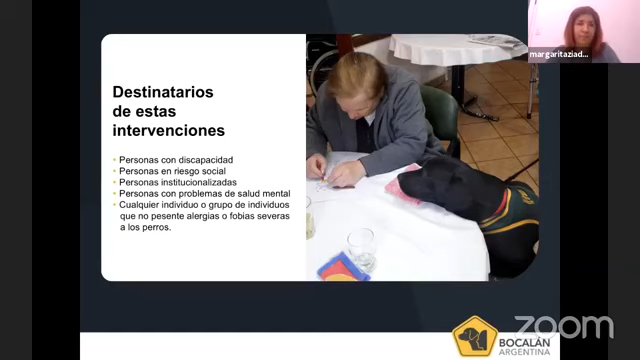 margaritaziad...
Destinatarios
de estas
intervenciones
• Personas con discapacidad
• Personas en riesgo social
• Personas institucionalizadas
• Personas con problemas de salud mental
• Cualquier individuo o grupo de individuos
que no pesente alergias o fobias severas
a los perros.
zoom
BOCALÁN
ARGENTINA